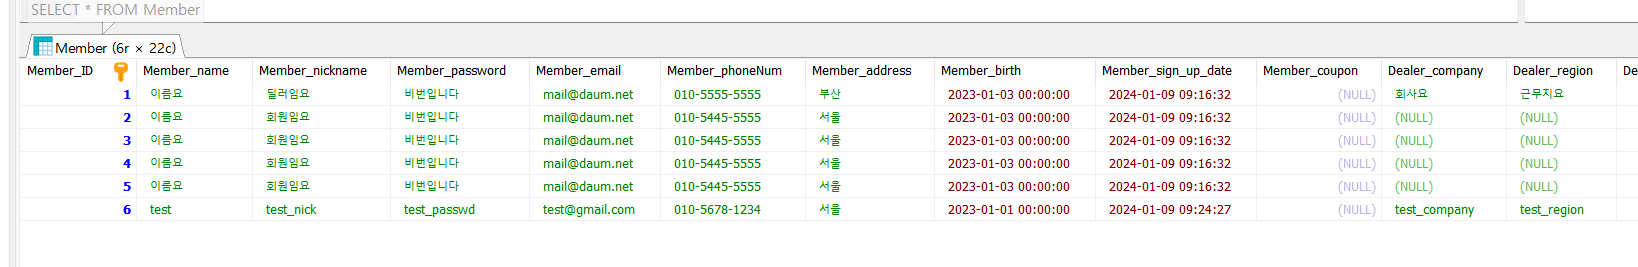 SELECT * FROM Member
Member (6r × 22c)
Member_ID Member_name Member_nickname Member_password Member_email Member_phoneNum Member_address Member_birth Member_sign_up_date Member_coupon Dealer_company Dealer_region De
1 이름요 딜러임요 비번입니다 mail@daum.net 010-5555-5555 부산 2023-01-03 00:00:00 2024-01-09 09:16:32 (NULL) 회사요 근무지요
2 이름요 회원임요 비번입니다 mail@daum.net 010-5445-5555 서울 2023-01-03 00:00:00 2024-01-09 09:16:32 (NULL) (NULL) (NULL)
3 이름요 회원임요 비번입니다 mail@daum.net 010-5445-5555 서울 2023-01-03 00:00:00 2024-01-09 09:16:32 (NULL) (NULL) (NULL)
4 이름요 회원임요 비번입니다 mail@daum.net 010-5445-5555 서울 2023-01-03 00:00:00 2024-01-09 09:16:32 (NULL) (NULL) (NULL)
5 이름요 회원임요 비번입니다 mail@daum.net 010-5445-5555 서울 2023-01-03 00:00:00 2024-01-09 09:16:32 (NULL) (NULL) (NULL)
6 test test_nick test_passwd test@gmail.com 010-5678-1234 서울 2023-01-01 00:00:00 2024-01-09 09:24:27 (NULL) test_company test_region